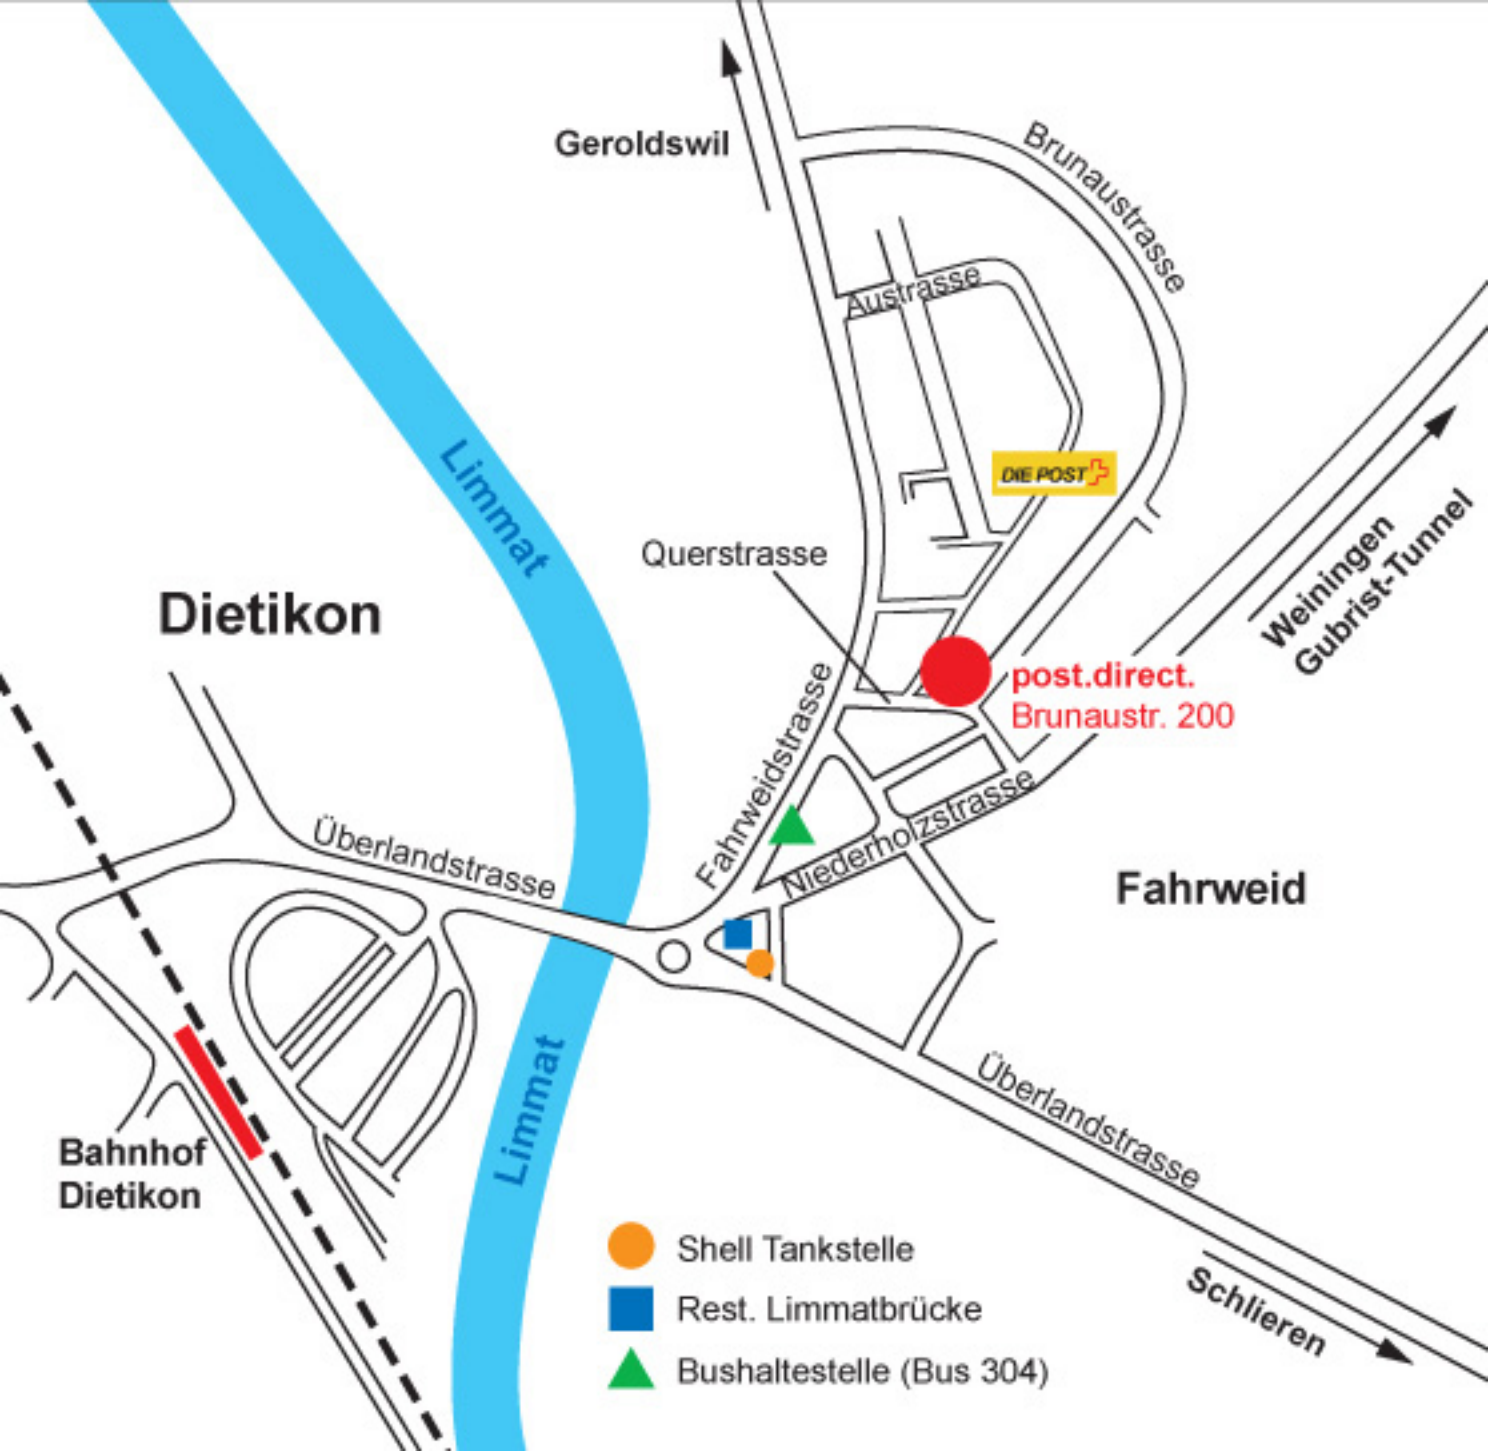 Geroldswil
Brunaustrasse
Austrasse
Limmat
DIE POST
Querstrasse
Weiningen
Gubrist-Tunnel
Dietikon
post.direct.
Brunaustr. 200
Fahrweidstrasse
Überlandstrasse
Niederholzstrasse
Fahrweid
Limmat
Überlandstrasse
Bahnhof
Dietikon
Schlieren
Shell Tankstelle
Rest. Limmatbrücke
Bushaltestelle (Bus 304)